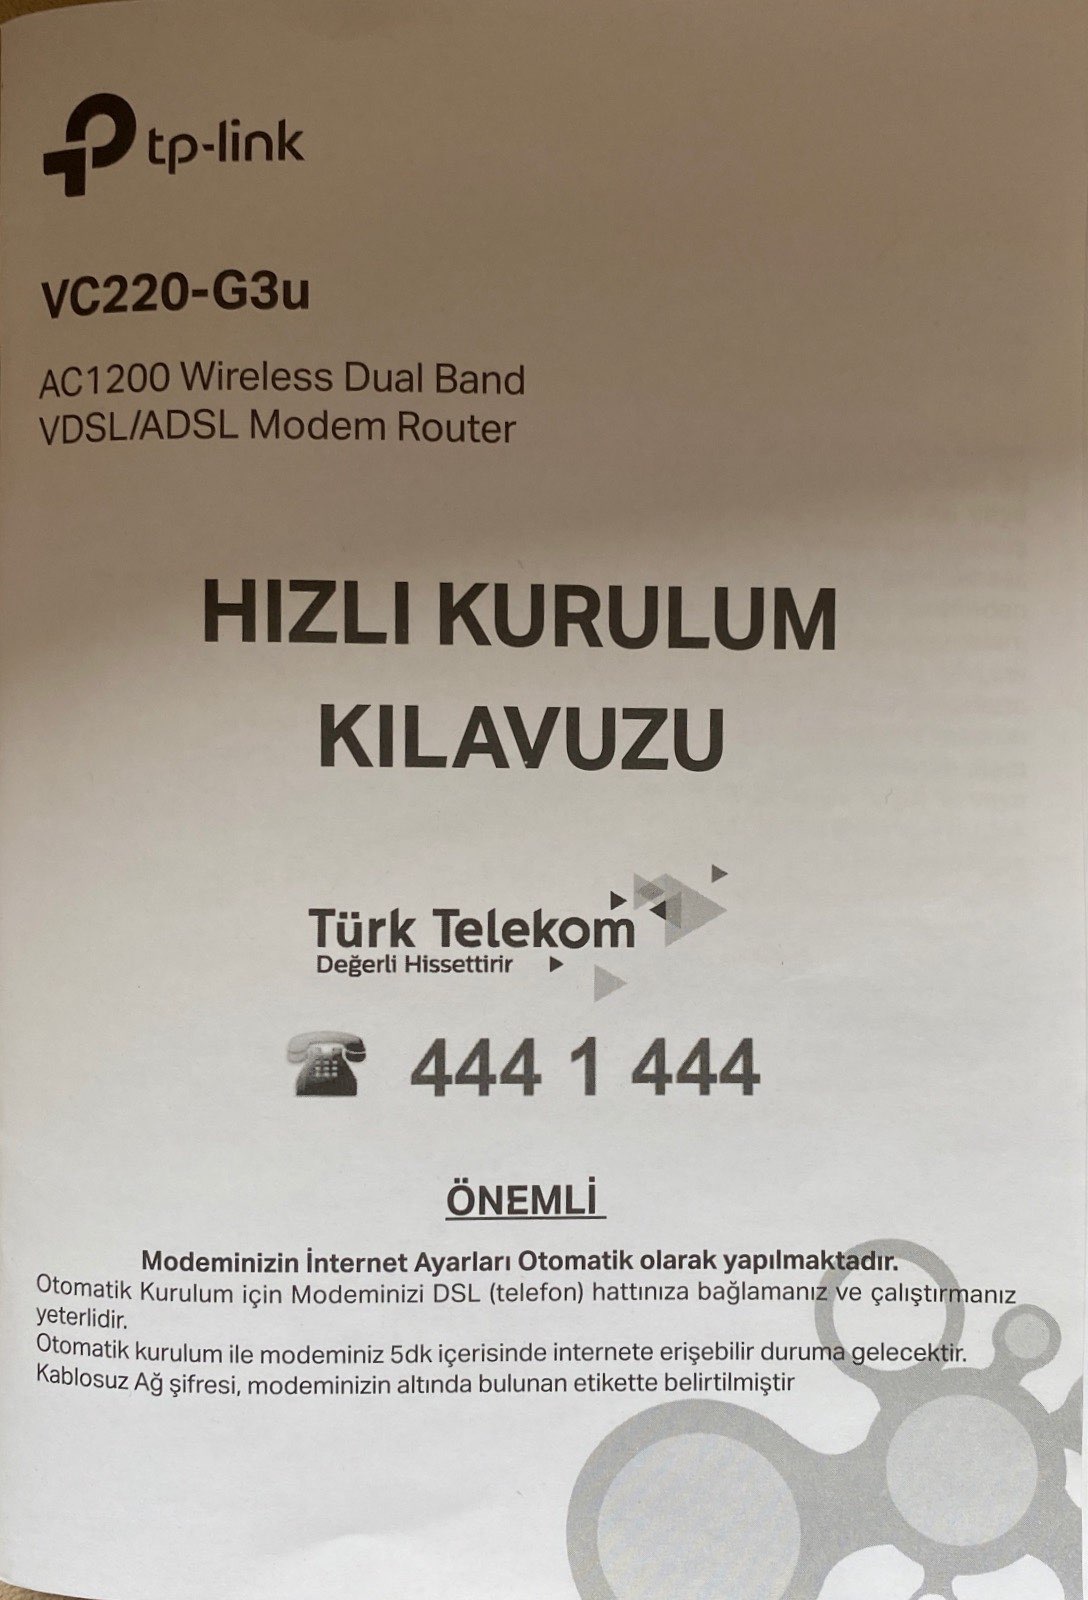 tp-link
VC220-G3u
AC1200 Wireless Dual Band
VDSL/ADSL Modem Router
HIZLI KURULUM
KILAVUZU
Türk Telekom
Değerli Hissettirir
444 1 444
ÖNEMLİ
Modeminizin İnternet Ayarları Otomatik olarak yapılmaktadır.
Otomatik Kurulum için Modeminizi DSL (telefon) hattınıza bağlamanız ve çalıştırmanız
yeterlidir.
Otomatik kurulum ile modeminiz 5dk içerisinde internete erişebilir duruma gelecektir.
Kablosuz Ağ şifresi, modeminizin altında bulunan etikette belirtilmiştir